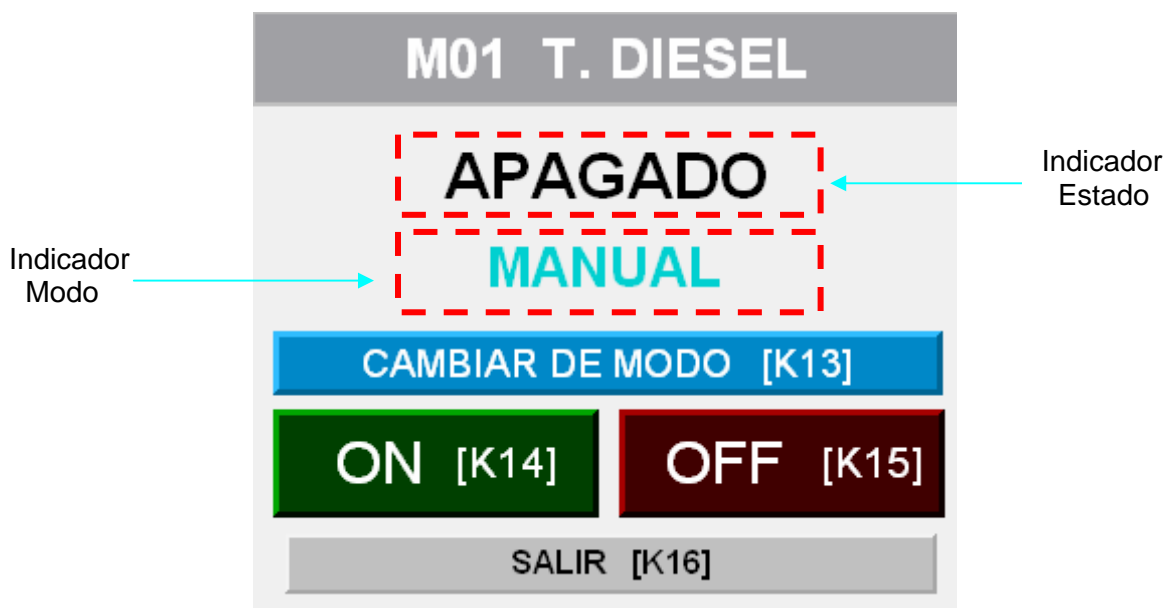 M01 T. DIESEL
APAGADO
Indicador
Estado
MANUAL
Indicador
Modo
CAMBIAR DE MODO [K13]
ON [K14]
OFF [K15]
SALIR [K16]